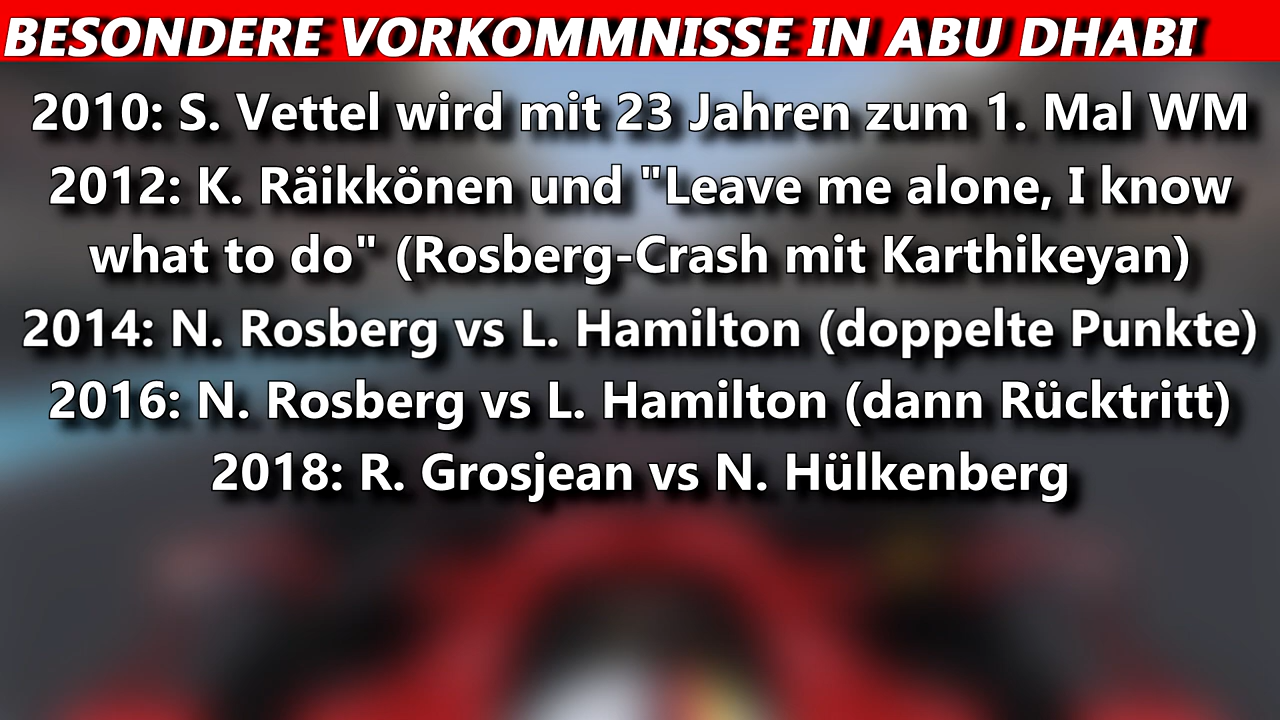 BESONDERE VORKOMMNISSE IN ABU DHABI
2010: S. Vettel wird mit 23 Jahren zum 1. Mal WM
2012: K. Räikkönen und "Leave me alone, I know
what to do" (Rosberg-Crash mit Karthikeyan)
2014: N. Rosberg vs L. Hamilton (doppelte Punkte)
2016: N. Rosberg vs L. Hamilton (dann Rücktritt)
2018: R. Grosjean vs N. Hülkenberg